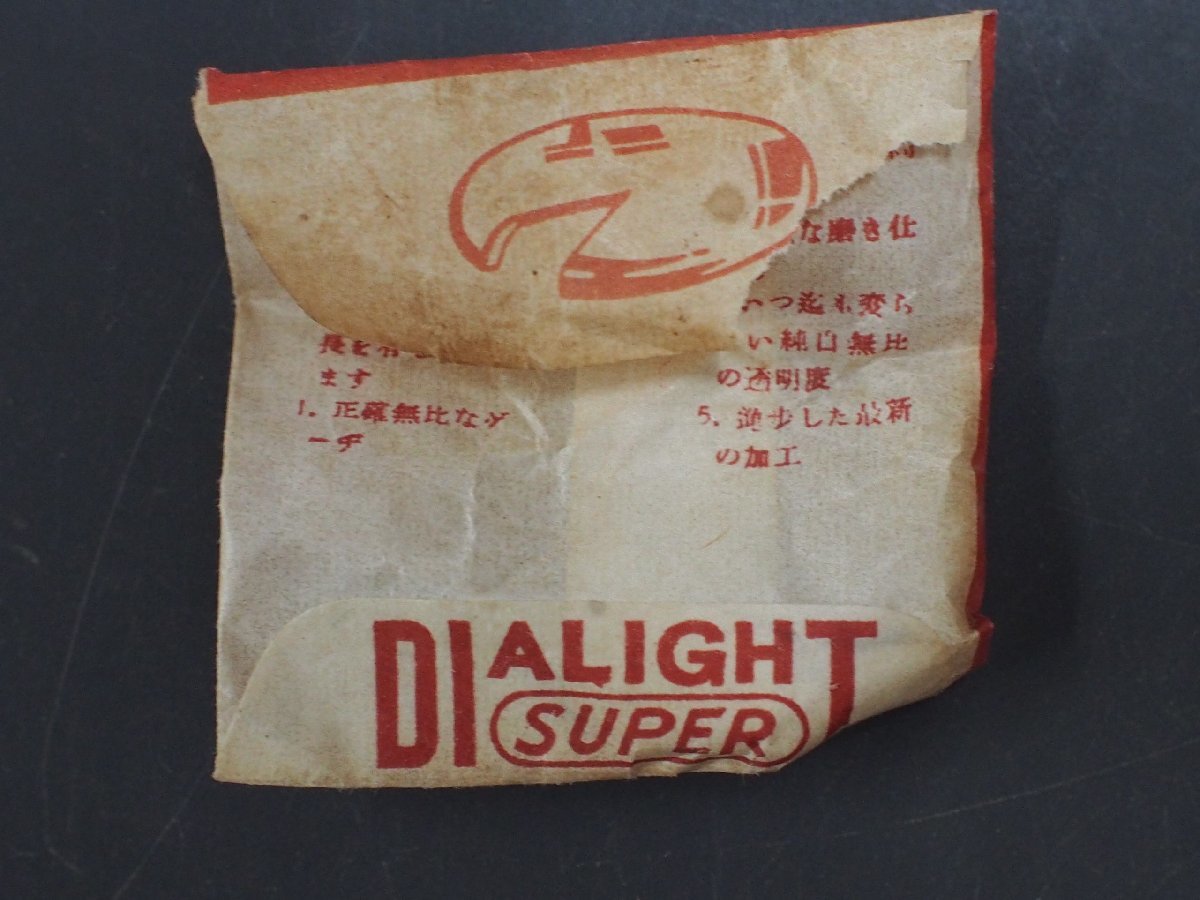 ます
1. 正確無比なゲ
ーヂ
な磨き仕
いつ迄も変ら
い純白無比
の透明度
5. 進歩した最新
の加工
DIALIGHT
SUPER